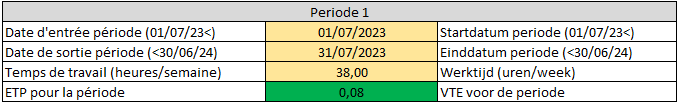 Periode 1
Date d'entrée période (01/07/23<) 01/07/2023 Startdatum periode (01/07/23<)
Date de sortie période (<30/06/24) 31/07/2023 Einddatum periode (<30/06/24)
Temps de travail (heures/semaine) 38,00 Werktijd (uren/week)
ETP pour la période 0,08 VTE voor de periode